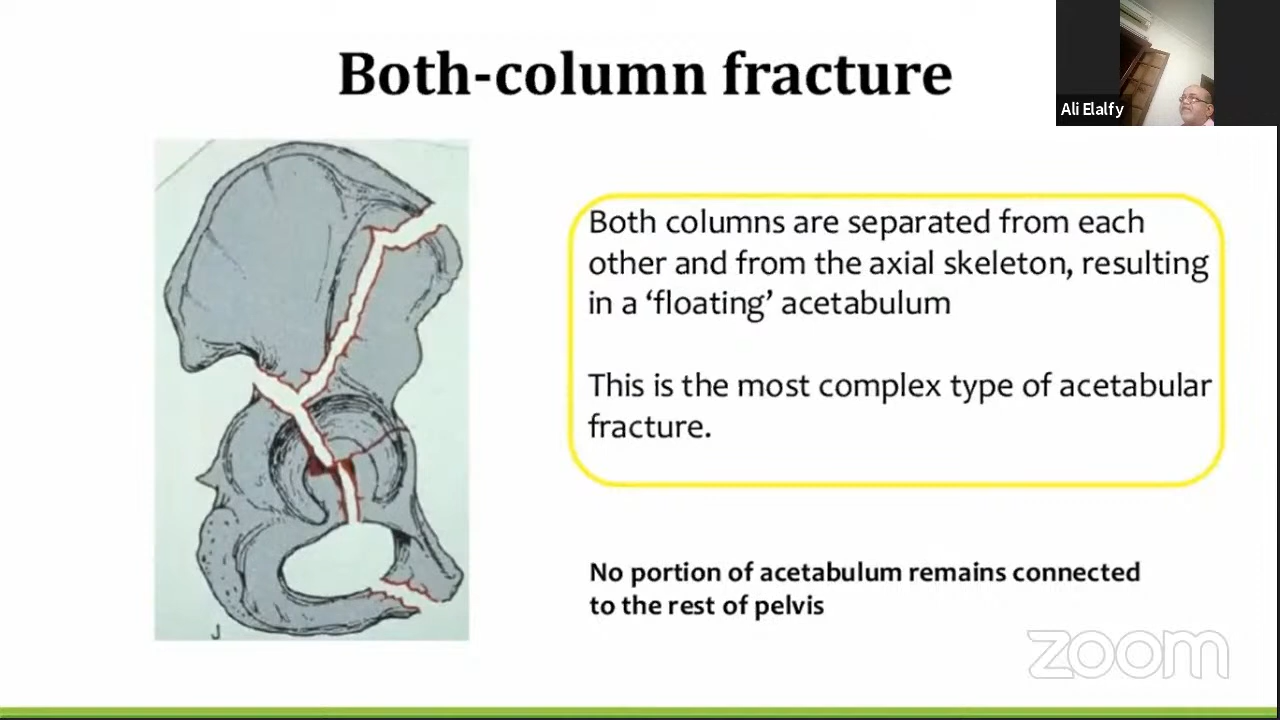 Both-column fracture
Ali Elalfy
Both columns are separated from each
other and from the axial skeleton, resulting
in a ‘floating’ acetabulum
This is the most complex type of acetabular
fracture.
No portion of acetabulum remains connected
to the rest of pelvis
J
zoom